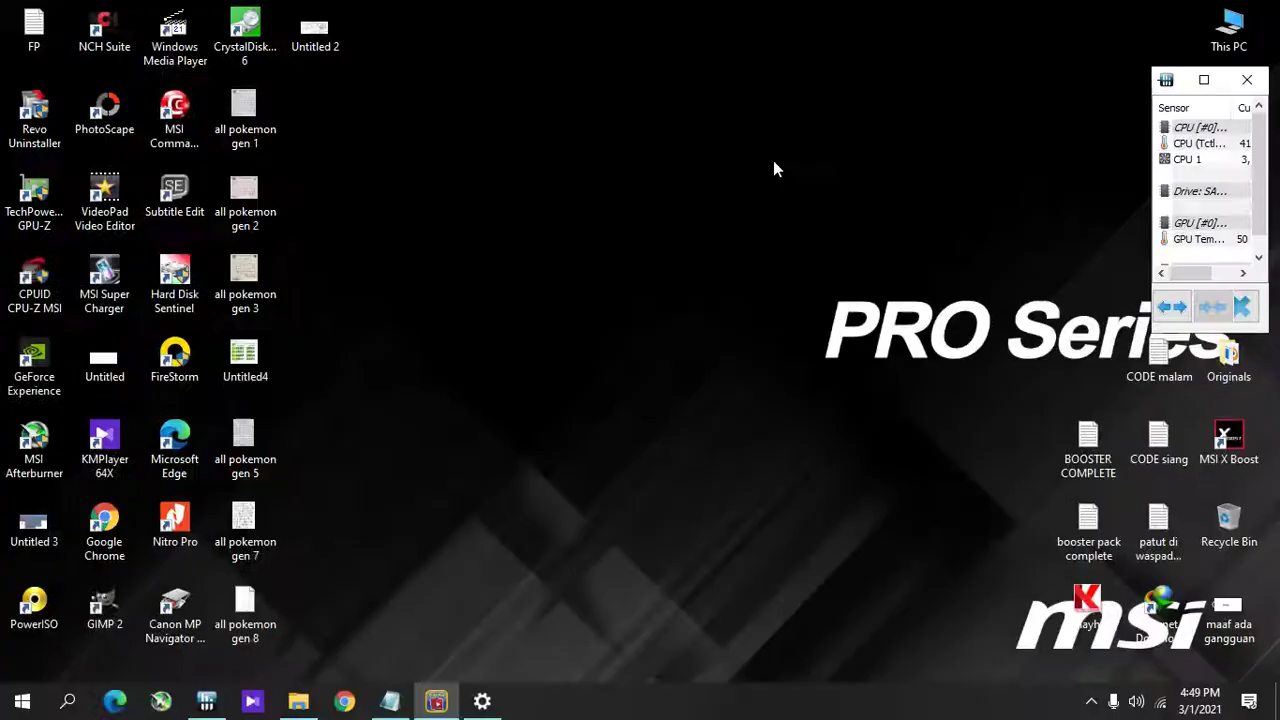 FP
NCH Suite
Windows
Media Player
CrystalDisk...
6
Untitled 2
This PC
Revo
Uninstaller
PhotoScape
MSI
Comma...
all pokemon
gen 1
Sensor
Cu
CPU [#0]...
CPU (Tctl... 41
CPU 1 3,
Drive: SA...
GPU [#0]...
GPU Tem... 50
TechPowe...
GPU-Z
VideoPad
Video Editor
SE
Subtitle Edit
all pokemon
gen 2
CPUID
CPU-Z MSI
MSI Super
Charger
Hard Disk
Sentinel
all pokemon
gen 3
PRO Series
GeForce
Experience
Untitled
FireStorm
Untitled4
CODE malam
Originals
MSI
Afterburner
KMPlayer
64X
Microsoft
Edge
all pokemon
gen 5
BOOSTER
COMPLETE
CODE siang
MSI X Boost
Untitled 3
Google
Chrome
Nitro Pro
all pokemon
gen 7
booster pack
complete
patut di
waspad...
Recycle Bin
PowerISO
GIMP 2
Canon MP
Navigator ...
all pokemon
gen 8
msi
maaf ada
gangguan
4:49 PM
3/1/2021